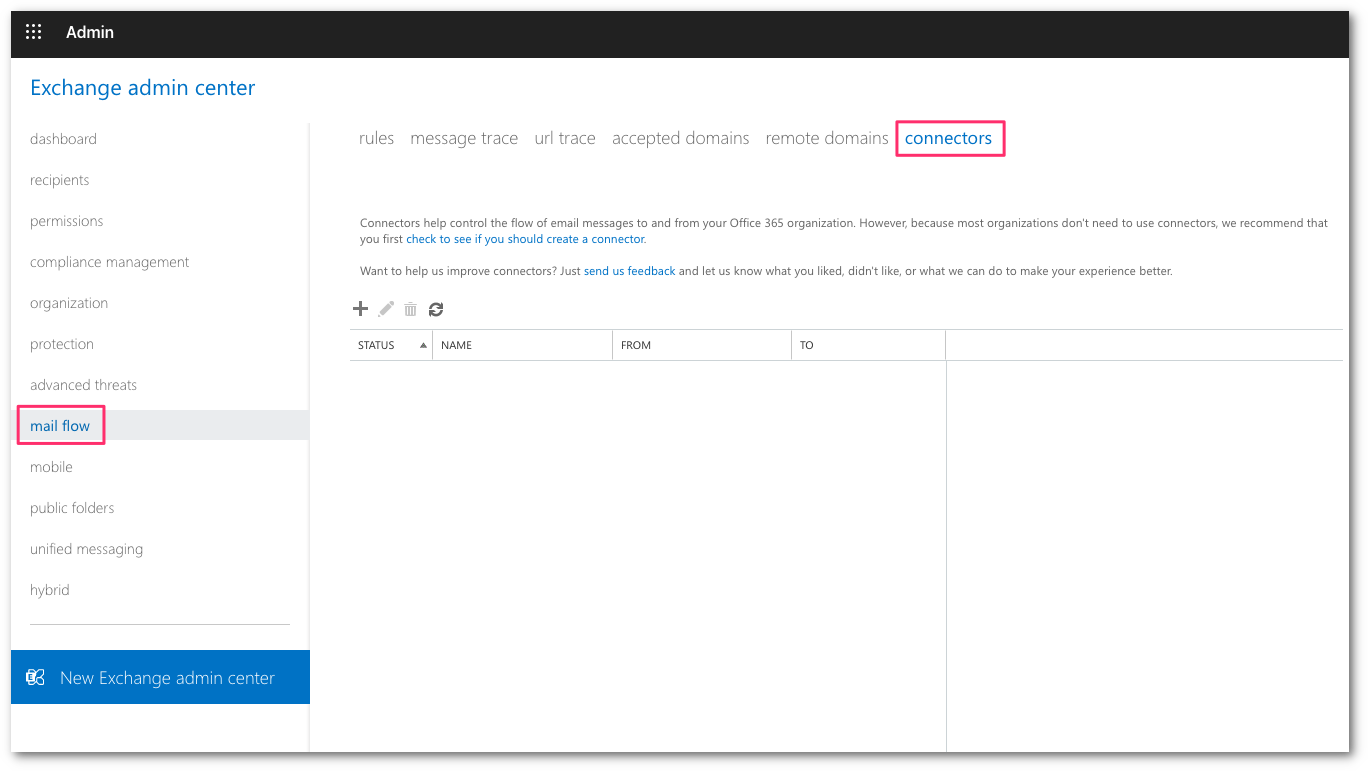 Admin
Exchange admin center
dashboard
recipients
permissions
compliance management
organization
protection
advanced threats
mail flow
mobile
public folders
unified messaging
hybrid
New Exchange admin center
rules message trace url trace accepted domains remote domains connectors
Connectors help control the flow of email messages to and from your Office 365 organization. However, because most organizations don't need to use connectors, we recommend that
you first check to see if you should create a connector.
Want to help us improve connectors? Just send us feedback and let us know what you liked, didn't like, or what we can do to make your experience better.
STATUS NAME FROM TO